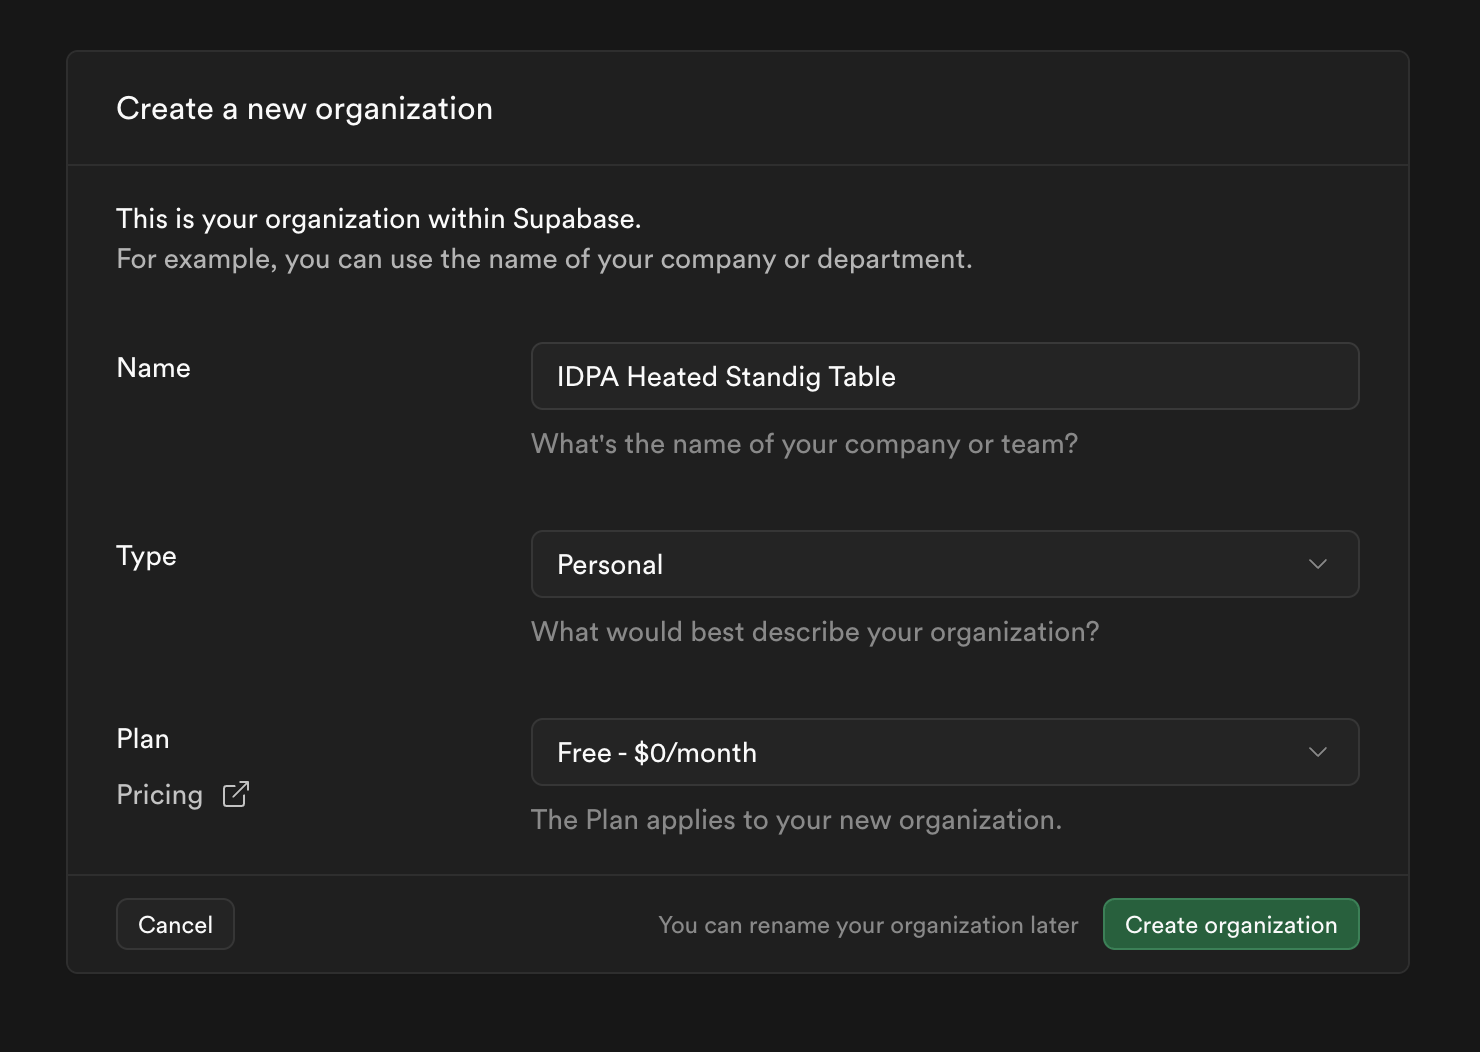 Create a new organization
This is your organization within Supabase.
For example, you can use the name of your company or department.
Name
IDPA Heated Standig Table
What's the name of your company or team?
Type
Personal
What would best describe your organization?
Plan
Pricing
Free - $0/month
The Plan applies to your new organization.
Cancel
You can rename your organization later
Create organization